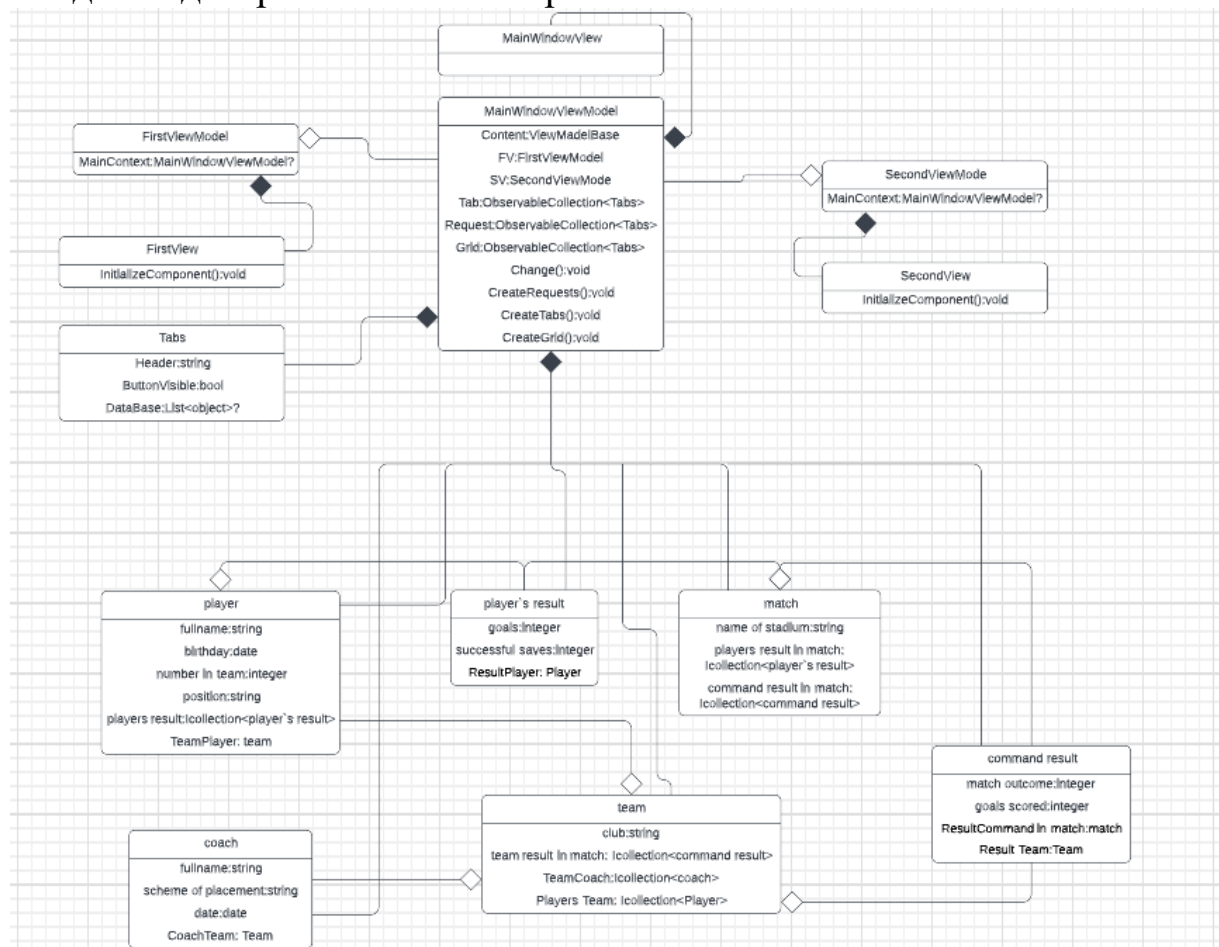 MainWindowView
MainWindowViewModel
Content:ViewMadelBase
FV:FirstViewModel
SV:SecondViewMode
Tab:ObservableCollection<Tabs>
Request:ObservableCollection<Tabs>
Grid:ObservableCollection<Tabs>
Change():void
CreateRequests():void
CreateTabs():void
CreateGrid():void
FirstViewModel
MainContext:MainWindowViewModel?
FirstView
InitializeComponent():void
SecondViewMode
MainContext:MainWindowViewModel?
SecondView
InitializeComponent():void
Tabs
Header:string
ButtonVisible:bool
DataBase:List<object>?
player
fullname:string
birthday:date
number in team:integer
position:string
players result:Icollection<player`s result>
TeamPlayer: team
player`s result
goals:integer
successful saves:integer
ResultPlayer: Player
match
name of stadium:string
players result in match:
Icollection<player`s result>
command result in match:
Icollection<command result>
command result
match outcome:integer
goals scored:integer
ResultCommand in match:match
Result Team:Team
team
club:string
team result in match: Icollection<command result>
TeamCoach:Icollection<coach>
Players Team: Icollection<Player>
coach
fullname:string
scheme of placement:string
date:date
CoachTeam: Team